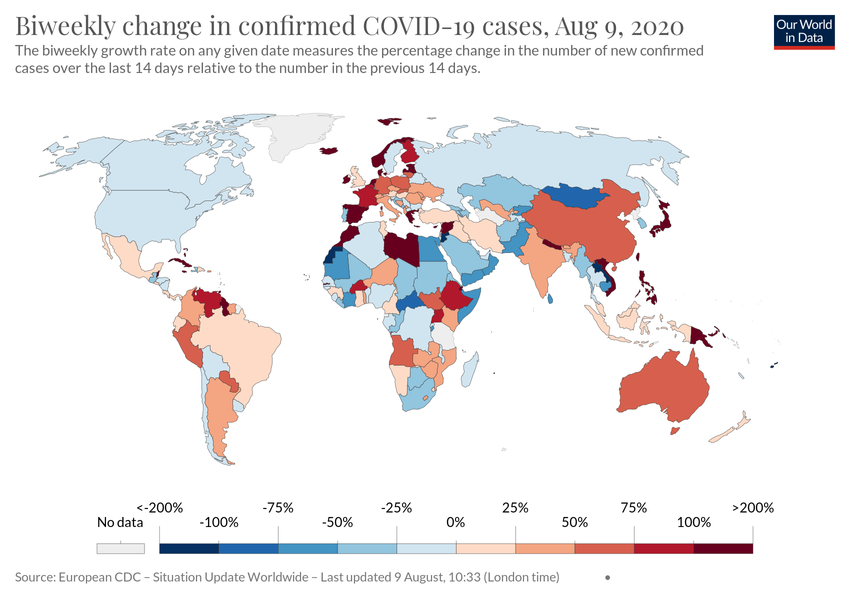 Biweekly change in confirmed COVID-19 cases, Aug 9, 2020
Our World
in Data
The biweekly growth rate on any given date measures the percentage change in the number of new confirmed
cases over the last 14 days relative to the number in the previous 14 days.
<-200% -75% -25% 25% 75% >200%
No data -100% -50% 0% 50% 100%
Source: European CDC – Situation Update Worldwide – Last updated 9 August, 10:33 (London time) •